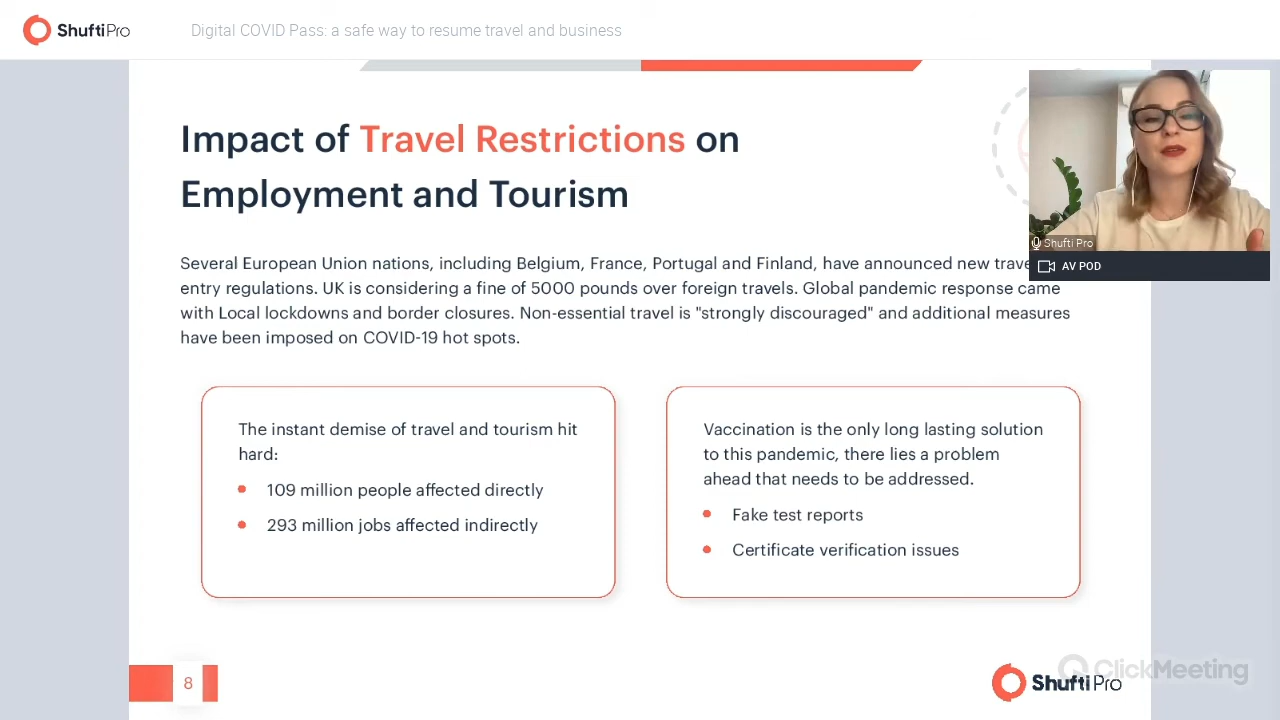 ShuftiPro
Digital COVID Pass: a safe way to resume travel and business
Impact of Travel Restrictions on
Employment and Tourism
Shufti Pro
AV POD
Several European Union nations, including Belgium, France, Portugal and Finland, have announced new
entry regulations. UK is considering a fine of 5000 pounds over foreign travels. Global pandemic response came
with Local lockdowns and border closures. Non-essential travel is "strongly discouraged" and additional measures
have been imposed on COVID-19 hot spots.
The instant demise of travel and tourism hit
hard:
109 million people affected directly
293 million jobs affected indirectly
Vaccination is the only long lasting solution
to this pandemic, there lies a problem
ahead that needs to be addressed.
Fake test reports
Certificate verification issues
8
ShuftiPro
ClickMeeting